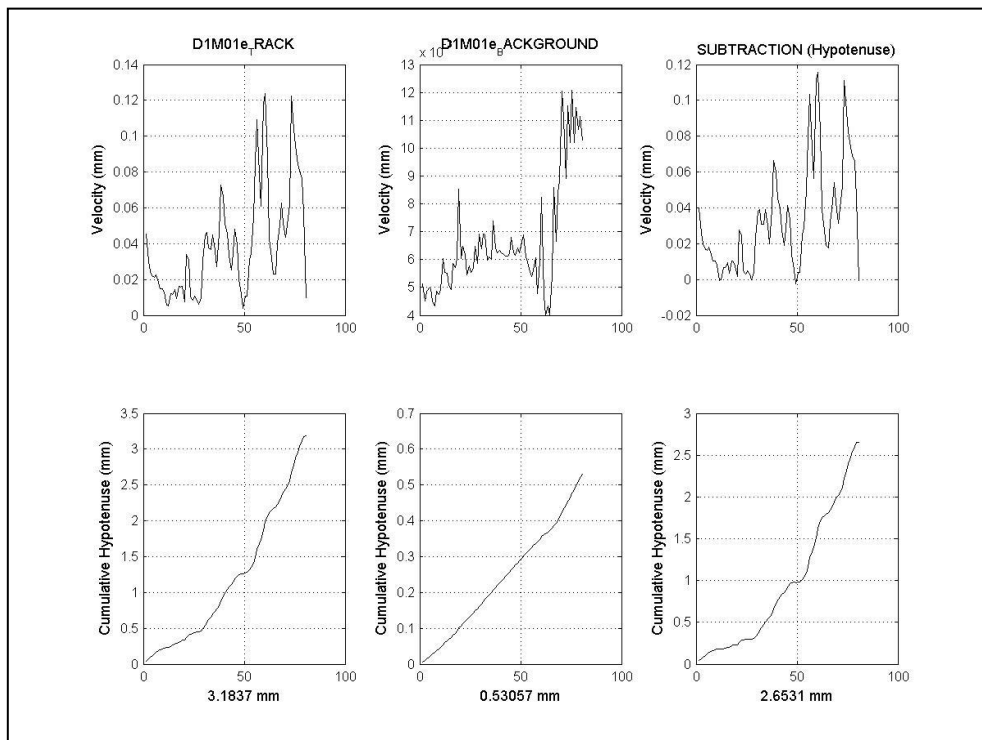 D1M01e_TRACK
D1M01e_BACKGROUND
SUBTRACTION (Hypotenuse)
x 10
Velocity (mm)
0.14
0.12
0.1
0.08
0.06
0.04
0.02
0
0 50 100
Velocity (mm)
13
12
11
10
9
8
7
6
5
4
0 50 100
Velocity (mm)
0.12
0.1
0.08
0.06
0.04
0.02
0
-0.02
0 50 100
Cumulative Hypotenuse (mm)
3.5
3
2.5
2
1.5
1
0.5
0
0 50 100
3.1837 mm
Cumulative Hypotenuse (mm)
0.7
0.6
0.5
0.4
0.3
0.2
0.1
0
0 50 100
0.53057 mm
Cumulative Hypotenuse (mm)
3
2.5
2
1.5
1
0.5
0
0 50 100
2.6531 mm